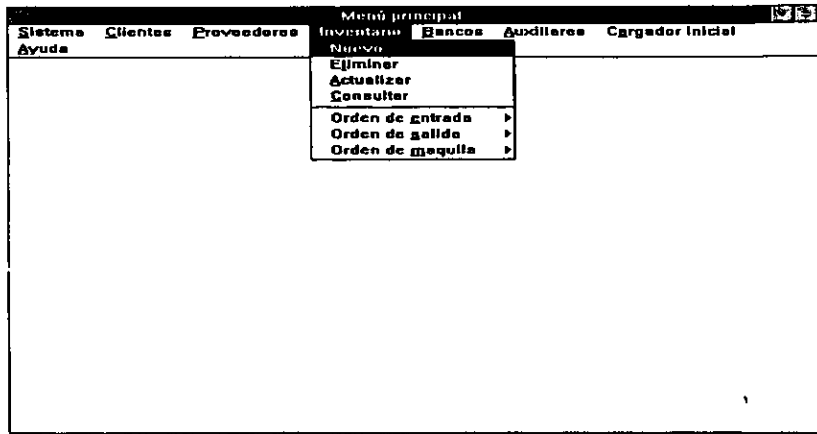 Menú principal
Sistema Clientes Proveedores Inventario Bancos Auxiliares Cargador Inicial
Ayuda
Nuevo
Eliminar
Actualizar
Consultar
Orden de entrada
Orden de salida
Orden de maquila